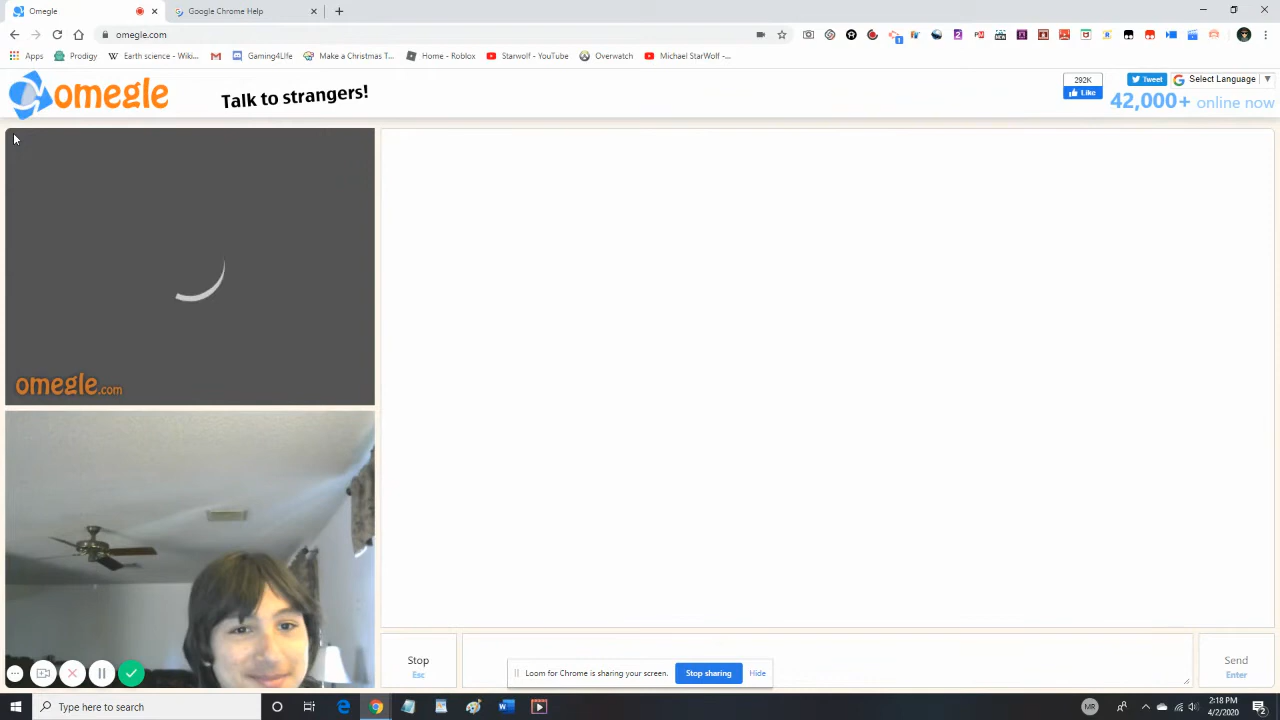 Omegle
Google Chrome Help
omegle.com
Apps
Prodigy
Earth science - Wiki...
Gaming4Life
Make a Christmas T...
Home - Roblox
Starwolf - YouTube
Overwatch
Michael StarWolf -...
omegle
Talk to strangers!
292K
Like
Tweet
Select Language
42,000+ online now
omegle.com
Stop
Esc
Loom for Chrome is sharing your screen.
Stop sharing
Hide
Send
Enter
Type here to search
MR
2:18 PM
4/2/2020
2